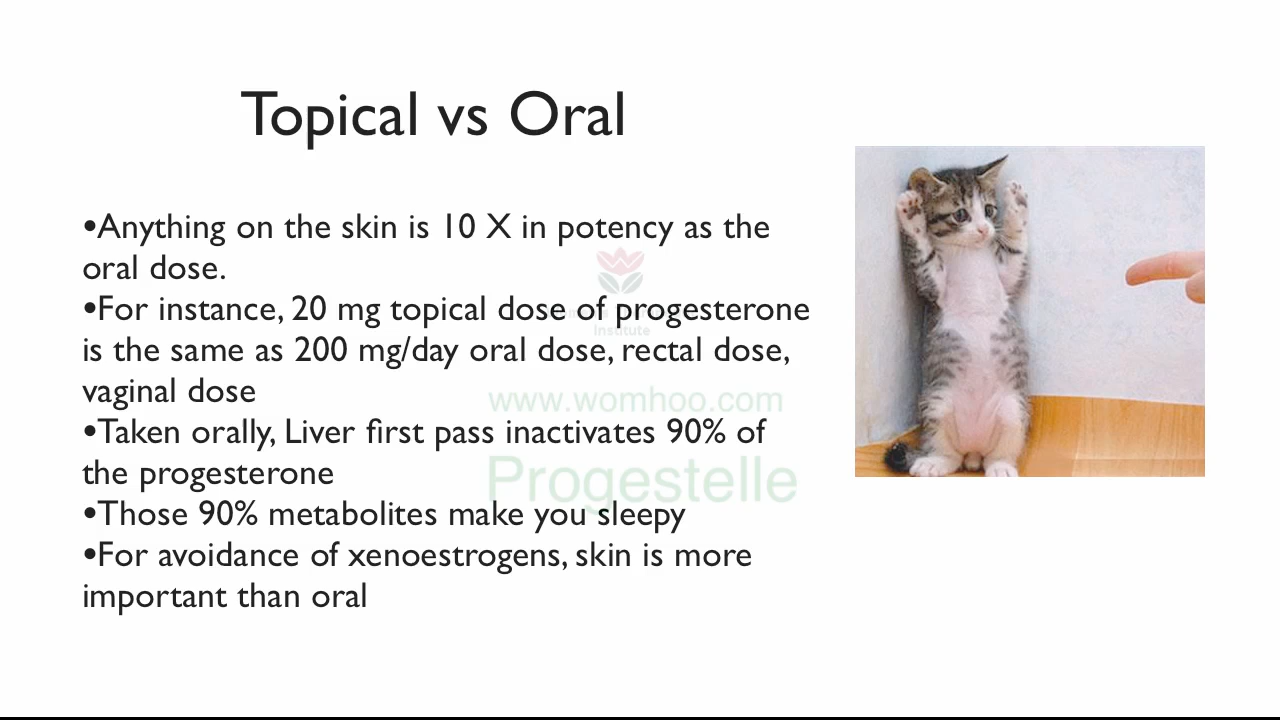 Topical vs Oral
•Anything on the skin is 10 X in potency as the
oral dose.
•For instance, 20 mg topical dose of progesterone
is the same as 200 mg/day oral dose, rectal dose,
vaginal dose
•Taken orally, Liver first pass inactivates 90% of
the progesterone
•Those 90% metabolites make you sleepy
•For avoidance of xenoestrogens, skin is more
important than oral
Institute
www.womhoo.com
Progestelle